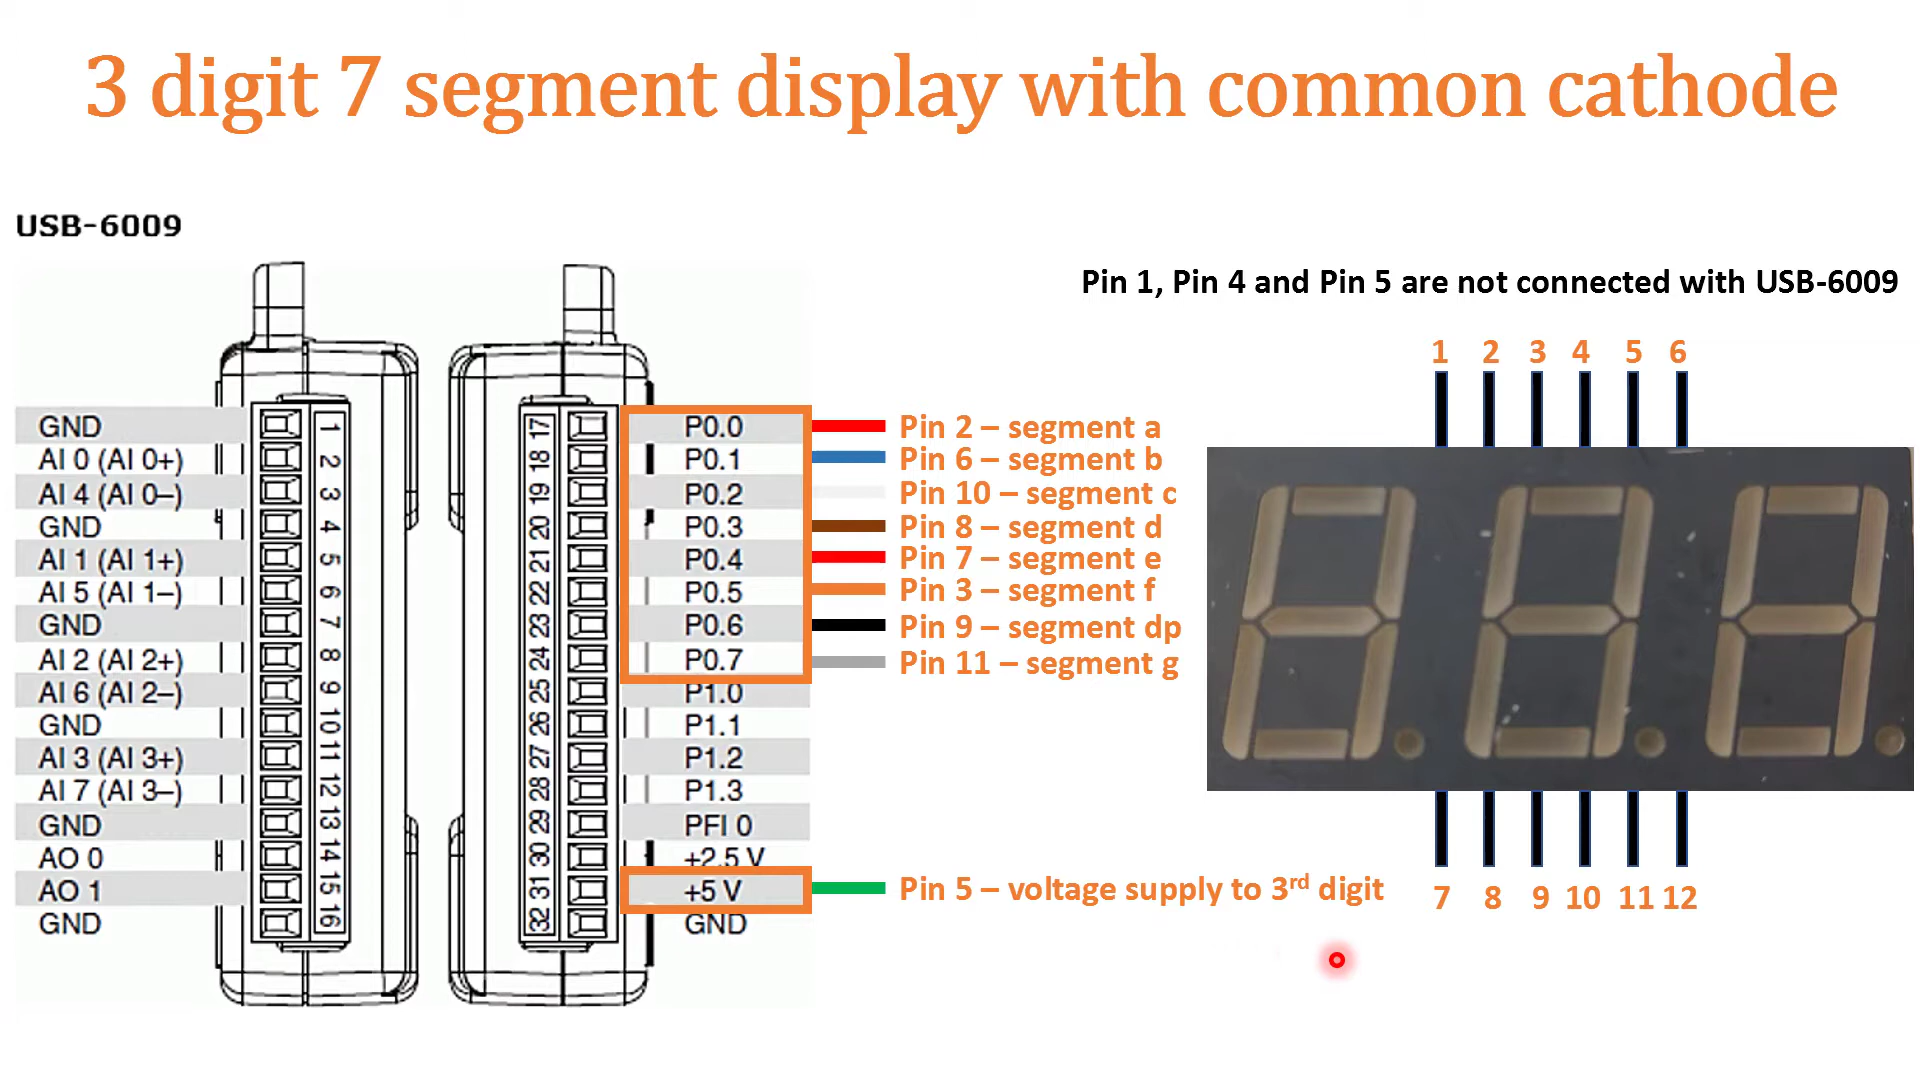 3 digit 7 segment display with common cathode
USB-6009
Pin 1, Pin 4 and Pin 5 are not connected with USB-6009
GND 1
AI 0 (AI 0+) 2
AI 4 (AI 0–) 3
GND 4
AI 1 (AI 1+) 5
AI 5 (AI 1–) 6
GND 7
AI 2 (AI 2+) 8
AI 6 (AI 2–) 9
GND 10
AI 3 (AI 3+) 11
AI 7 (AI 3–) 12
GND 13
AO 0 14
AO 1 15
GND 16
17 P0.0 Pin 2 – segment a
18 P0.1 Pin 6 – segment b
19 P0.2 Pin 10 – segment c
20 P0.3 Pin 8 – segment d
21 P0.4 Pin 7 – segment e
22 P0.5 Pin 3 – segment f
23 P0.6 Pin 9 – segment dp
24 P0.7 Pin 11 – segment g
25 P1.0
26 P1.1
27 P1.2
28 P1.3
29 PFI 0
30 +2.5 V
31 +5 V Pin 5 – voltage supply to 3rd digit
32 GND
1 2 3 4 5 6
7 8 9 10 11 12